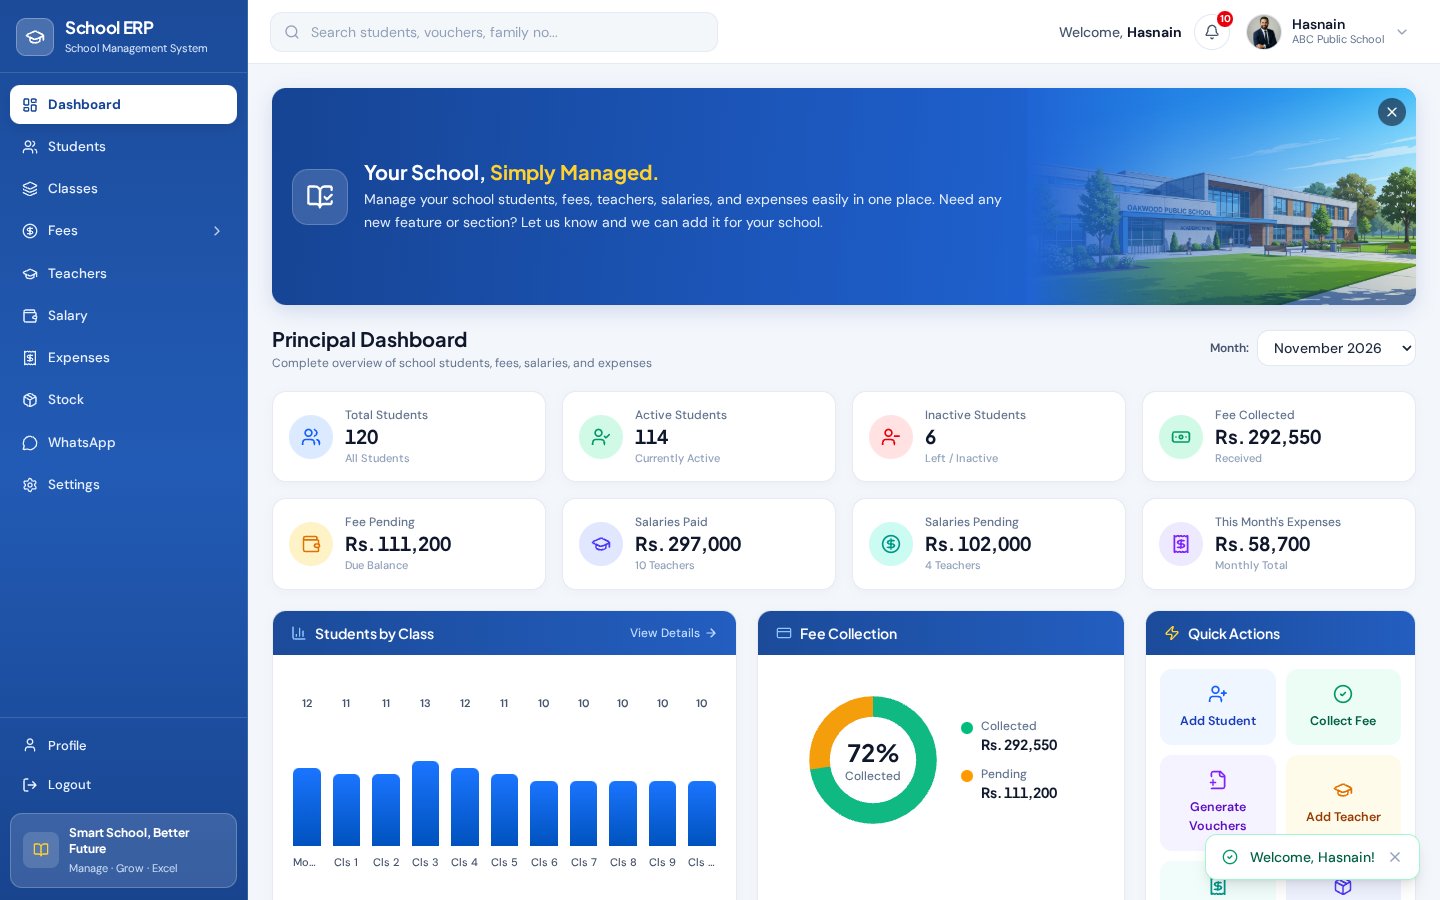 School ERP
School Management System
Search students, vouchers, family no...
Welcome, Hasnain
10
Hasnain
ABC Public School
Dashboard
Students
Classes
Fees
Teachers
Salary
Expenses
Stock
WhatsApp
Settings
Profile
Logout
Smart School, Better
Future
Manage · Grow · Excel
Your School, Simply Managed.
Manage your school students, fees, teachers, salaries, and expenses easily in one place. Need any
new feature or section? Let us know and we can add it for your school.
OAKWOOD PUBLIC SCHOOL
Principal Dashboard
Complete overview of school students, fees, salaries, and expenses
Month:
November 2026
Total Students
120
All Students
Active Students
114
Currently Active
Inactive Students
6
Left / Inactive
Fee Collected
Rs. 292,550
Received
Fee Pending
Rs. 111,200
Due Balance
Salaries Paid
Rs. 297,000
10 Teachers
Salaries Pending
Rs. 102,000
4 Teachers
This Month's Expenses
Rs. 58,700
Monthly Total
Students by Class
View Details
12 11 11 13 12 11 10 10 10 10 10
Mo... Cls 1 Cls 2 Cls 3 Cls 4 Cls 5 Cls 6 Cls 7 Cls 8 Cls 9 Cls ...
Fee Collection
72%
Collected
Collected
Rs. 292,550
Pending
Rs. 111,200
Quick Actions
Add Student
Collect Fee
Generate
Vouchers
Add Teacher
Welcome, Hasnain!